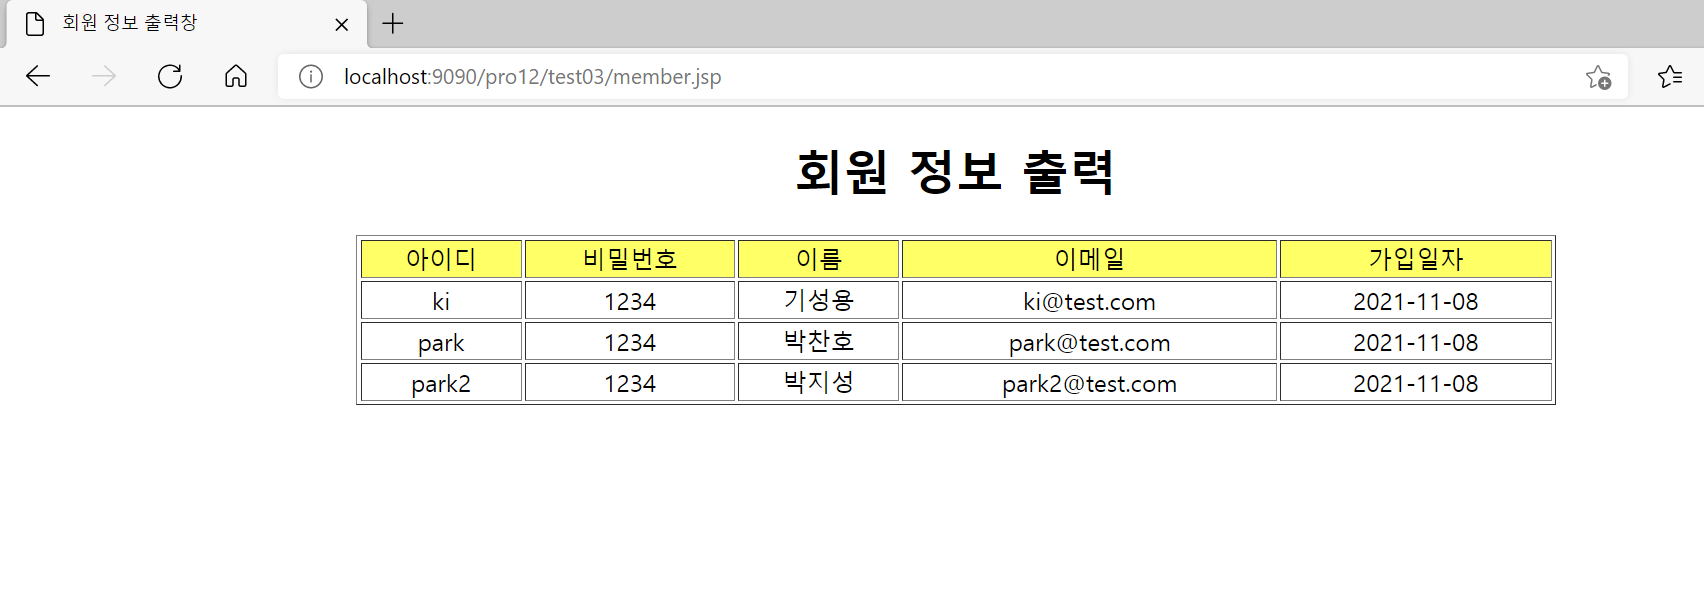 회원 정보 출력창
localhost:9090/pro12/test03/member.jsp
회원 정보 출력
아이디 비밀번호 이름 이메일 가입일자
ki 1234 기성용 ki@test.com 2021-11-08
park 1234 박찬호 park@test.com 2021-11-08
park2 1234 박지성 park2@test.com 2021-11-08